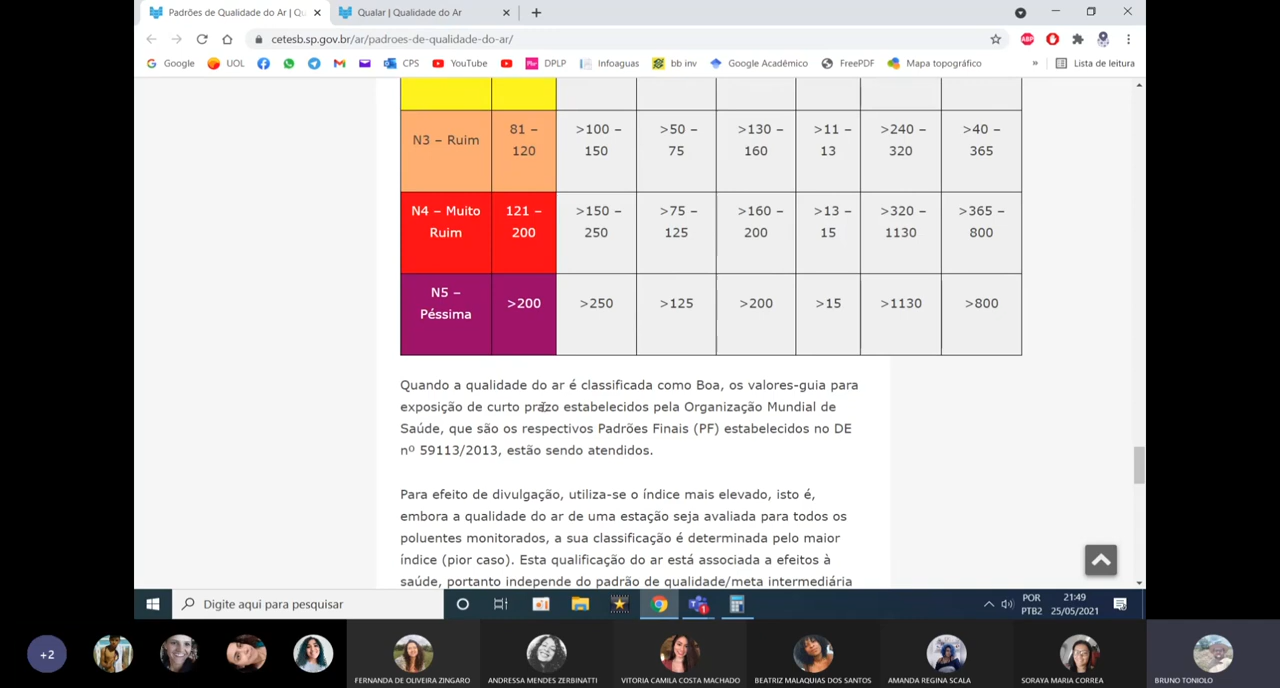 Padrões de Qualidade do Ar | Qu
Qualar | Qualidade do Ar
cetesb.sp.gov.br/ar/padroes-de-qualidade-do-ar/
ABP
Google UOL CPS YouTube DPLP Infoaguas bb inv Google Acadêmico FreePDF Mapa topográfico » Lista de leitura
N3 – Ruim 81 – 120 >100 – 150 >50 – 75 >130 – 160 >11 – 13 >240 – 320 >40 – 365
N4 – Muito Ruim 121 – 200 >150 – 250 >75 – 125 >160 – 200 >13 – 15 >320 – 1130 >365 – 800
N5 – Péssima >200 >250 >125 >200 >15 >1130 >800
Quando a qualidade do ar é classificada como Boa, os valores-guia para
exposição de curto prazo estabelecidos pela Organização Mundial de
Saúde, que são os respectivos Padrões Finais (PF) estabelecidos no DE
nº 59113/2013, estão sendo atendidos.
Para efeito de divulgação, utiliza-se o índice mais elevado, isto é,
embora a qualidade do ar de uma estação seja avaliada para todos os
poluentes monitorados, a sua classificação é determinada pelo maior
índice (pior caso). Esta qualificação do ar está associada a efeitos à
saúde, portanto independe do padrão de qualidade/meta intermediária
Digite aqui para pesquisar
1
POR
PTB2
21:49
25/05/2021
+2
FERNANDA DE OLIVEIRA ZINGARO
ANDRESSA MENDES ZERBINATTI
VITORIA CAMILA COSTA MACHADO
BEATRIZ MALAQUIAS DOS SANTOS
AMANDA REGINA SCALA
SORAYA MARIA CORREA
BRUNO TONIOLO